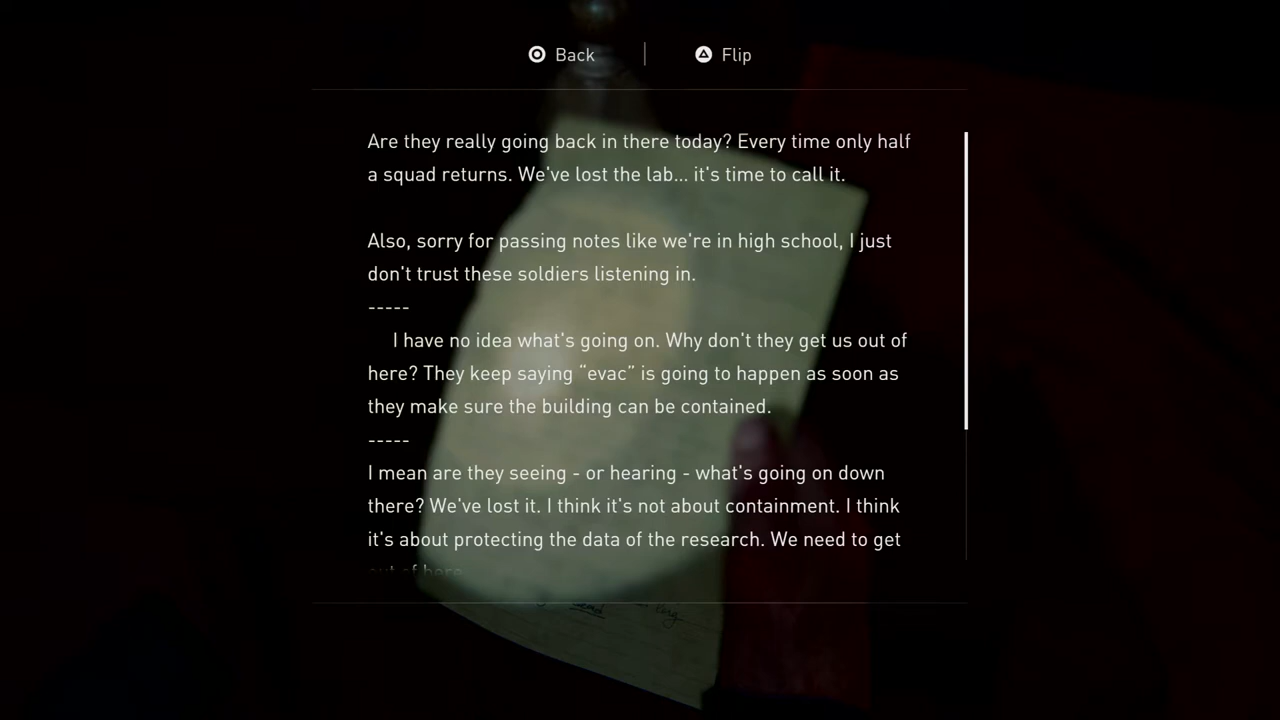 Back
Flip
Are they really going back in there today? Every time only half
a squad returns. We've lost the lab... it's time to call it.
Also, sorry for passing notes like we're in high school, I just
don't trust these soldiers listening in.
-----
I have no idea what's going on. Why don't they get us out of
here? They keep saying "evac" is going to happen as soon as
they make sure the building can be contained.
-----
I mean are they seeing - or hearing - what's going on down
there? We've lost it. I think it's not about containment. I think
it's about protecting the data of the research. We need to get
out of here